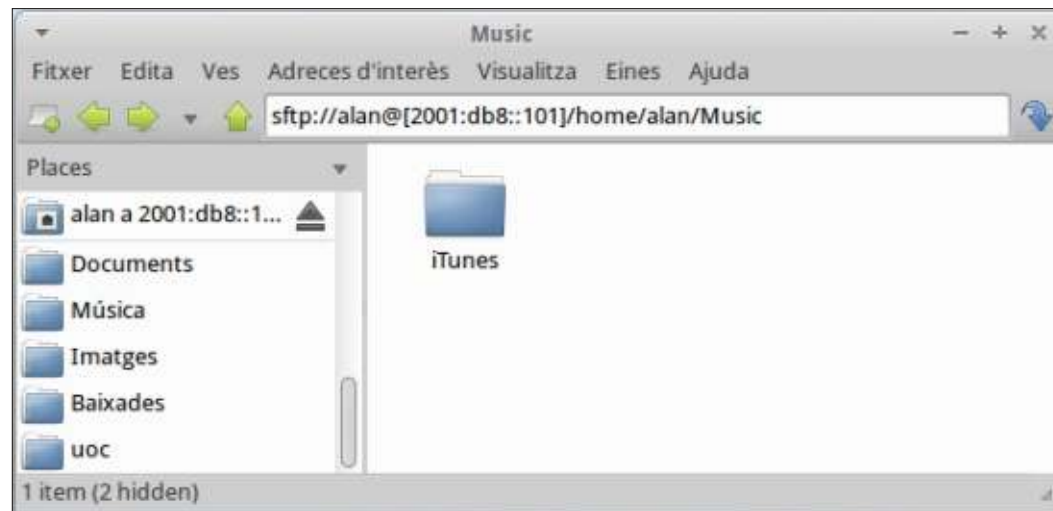 Music
Fitxer Edita Ves Adreces d'interès Visualitza Eines Ajuda
sftp://alan@[2001:db8::101]/home/alan/Music
Places
alan a 2001:db8::1...
Documents
Música
Imatges
Baixades
uoc
iTunes
1 item (2 hidden)